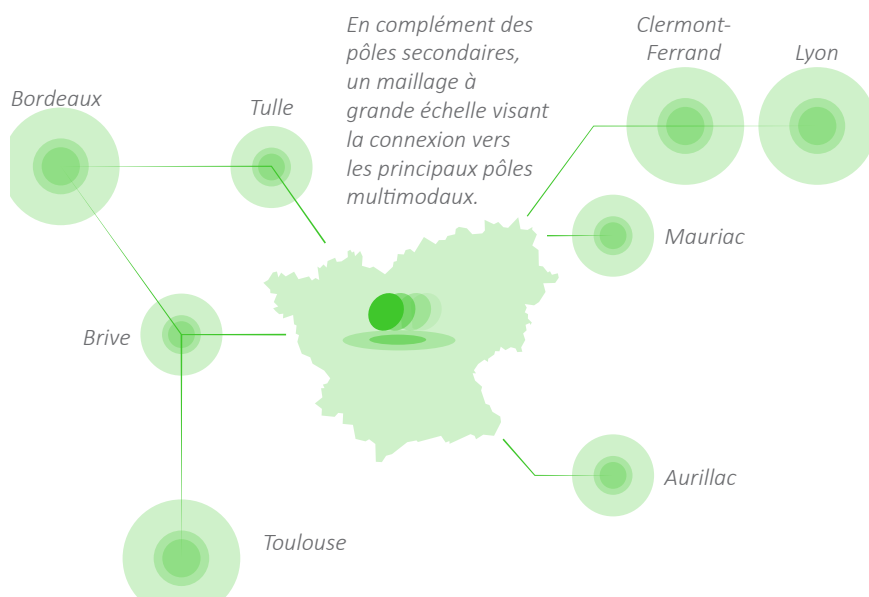 En complément des
pôles secondaires,
un maillage à
grande échelle visant
la connexion vers
les principaux pôles
multimodaux.
Clermont-
Ferrand
Lyon
Bordeaux
Tulle
Mauriac
Brive
Aurillac
Toulouse